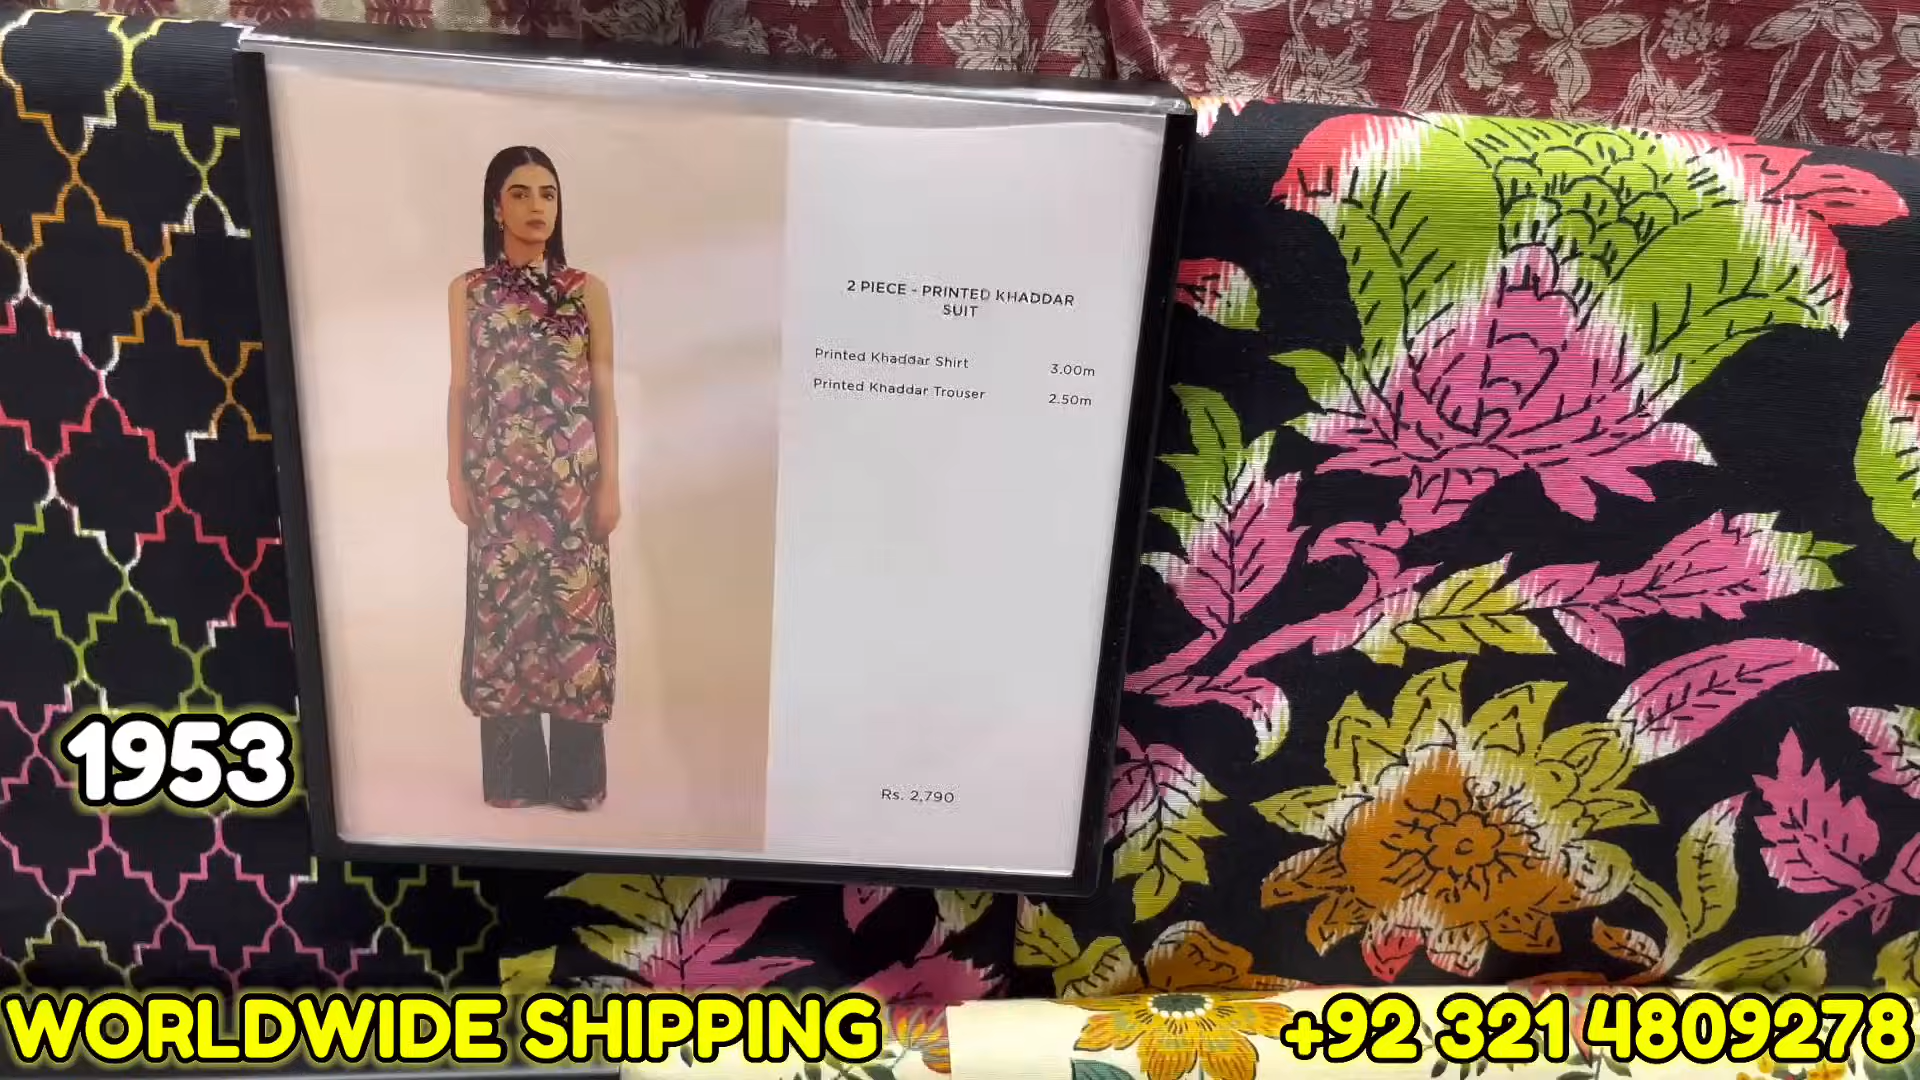 2 PIECE - PRINTED KHADDAR
SUIT
Printed Khaddar Shirt 3.00m
Printed Khaddar Trouser 2.50m
Rs. 2,790
1953
WORLDWIDE SHIPPING
+92 321 4809278